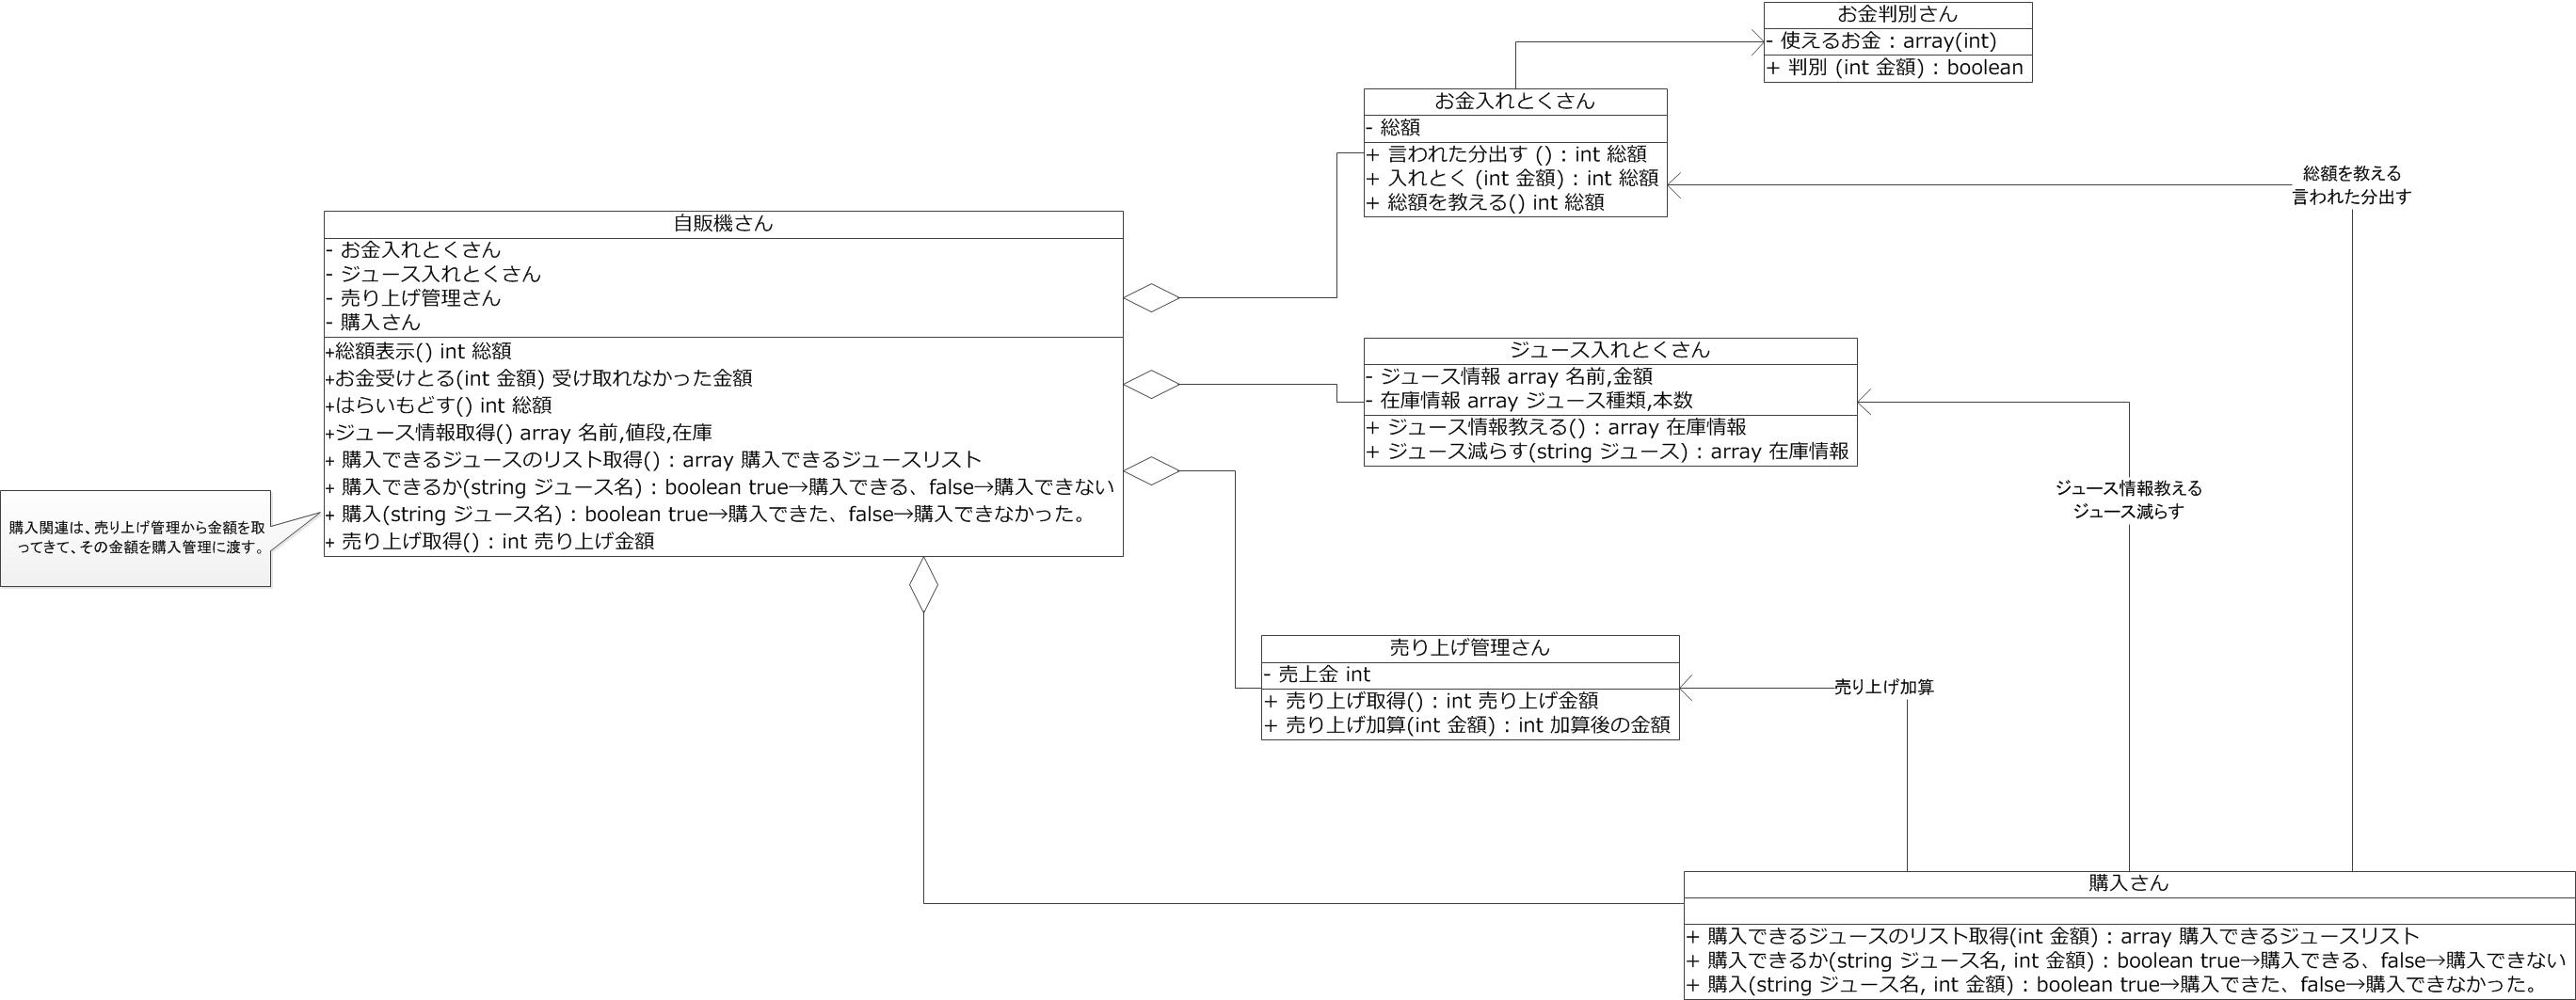 お金判別さん
- 使えるお金 : array(int)
+ 判別 (int 金額) : boolean
お金入れとくさん
- 総額
+ 言われた分出す () : int 総額
+ 入れとく (int 金額) : int 総額
+ 総額を教える() int 総額
総額を教える
言われた分出す
自販機さん
- お金入れとくさん
- ジュース入れとくさん
- 売り上げ管理さん
- 購入さん
+総額表示() int 総額
+お金受けとる(int 金額) 受け取れなかった金額
+はらいもどす() int 総額
+ジュース情報取得() array 名前,値段,在庫
+ 購入できるジュースのリスト取得() : array 購入できるジュースリスト
+ 購入できるか(string ジュース名) : boolean true→購入できる、false→購入できない
+ 購入(string ジュース名) : boolean true→購入できた、false→購入できなかった。
+ 売り上げ取得() : int 売り上げ金額
購入関連は、売り上げ管理から金額を取
ってきて、その金額を購入管理に渡す。
ジュース入れとくさん
- ジュース情報 array 名前,金額
- 在庫情報 array ジュース種類,本数
+ ジュース情報教える() : array 在庫情報
+ ジュース減らす(string ジュース) : array 在庫情報
ジュース情報教える
ジュース減らす
売り上げ管理さん
- 売上金 int
+ 売り上げ取得() : int 売り上げ金額
+ 売り上げ加算(int 金額) : int 加算後の金額
売り上げ加算
購入さん
+ 購入できるジュースのリスト取得(int 金額) : array 購入できるジュースリスト
+ 購入できるか(string ジュース名, int 金額) : boolean true→購入できる、false→購入できない
+ 購入(string ジュース名, int 金額) : boolean true→購入できた、false→購入できなかった。